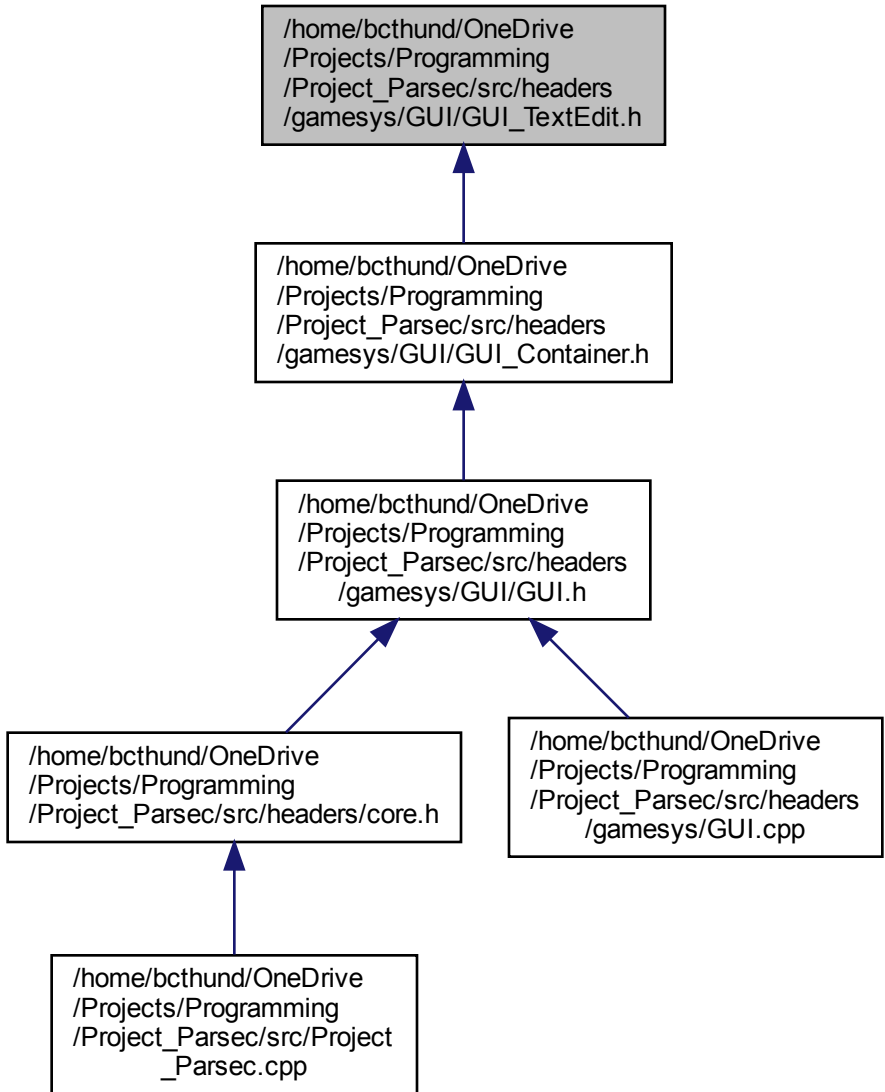 /home/bcthund/OneDrive
/Projects/Programming
/Project_Parsec/src/headers
/gamesys/GUI/GUI_TextEdit.h
/home/bcthund/OneDrive
/Projects/Programming
/Project_Parsec/src/headers
/gamesys/GUI/GUI_Container.h
/home/bcthund/OneDrive
/Projects/Programming
/Project_Parsec/src/headers
/gamesys/GUI/GUI.h
/home/bcthund/OneDrive
/Projects/Programming
/Project_Parsec/src/headers/core.h
/home/bcthund/OneDrive
/Projects/Programming
/Project_Parsec/src/headers
/gamesys/GUI.cpp
/home/bcthund/OneDrive
/Projects/Programming
/Project_Parsec/src/Project
_Parsec.cpp